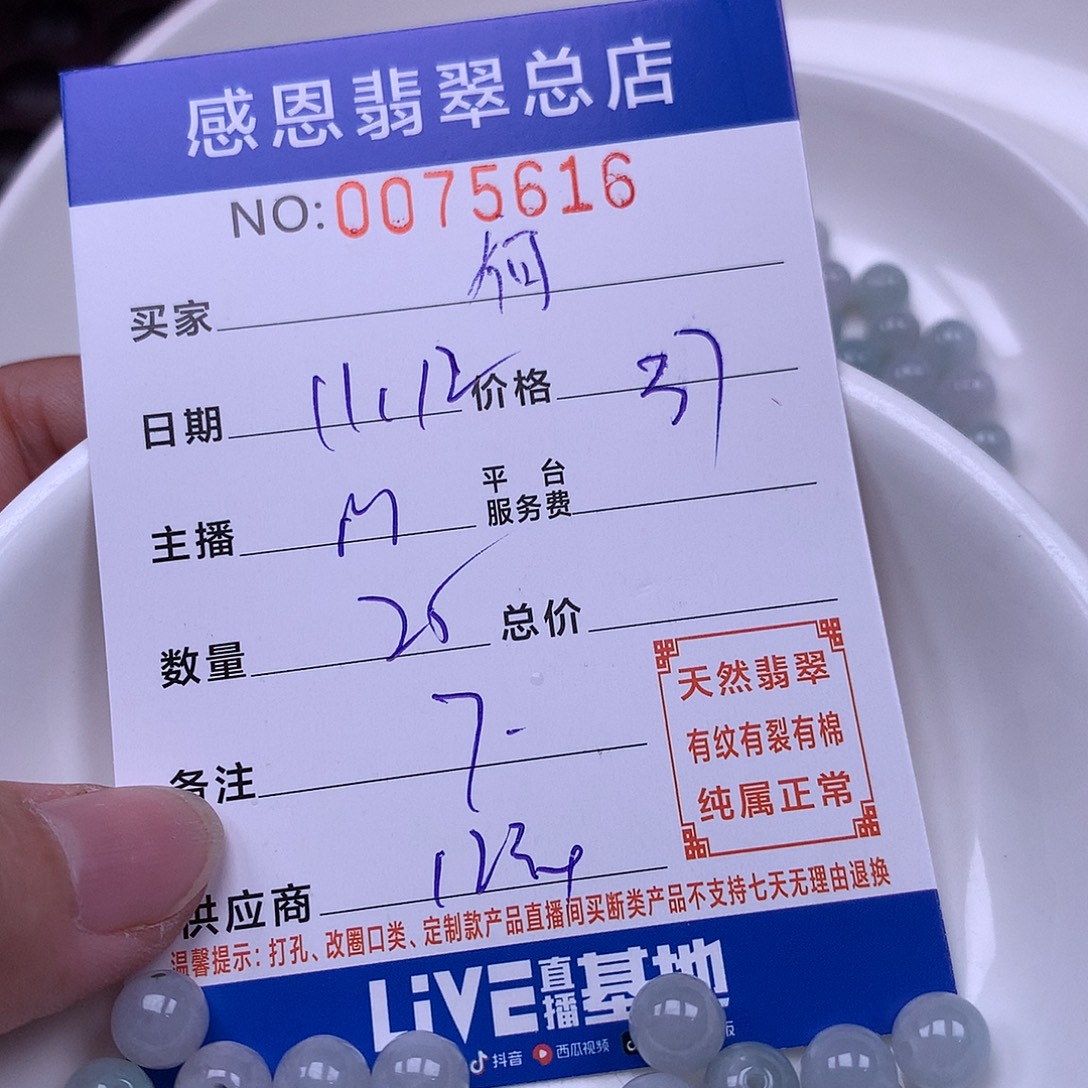 感恩翡翠总店
NO:0075616
买家 何
日期 11.12 价格 37
主播 M 平台服务费
数量 26 总价
天然翡翠
有纹有裂有棉
纯属正常
备注 7-
供应商
温馨提示：打孔、改圈口类、定制款产品直播间买断类产品不支持七天无理由退换
LiVE直播基地
抖音 西瓜视频